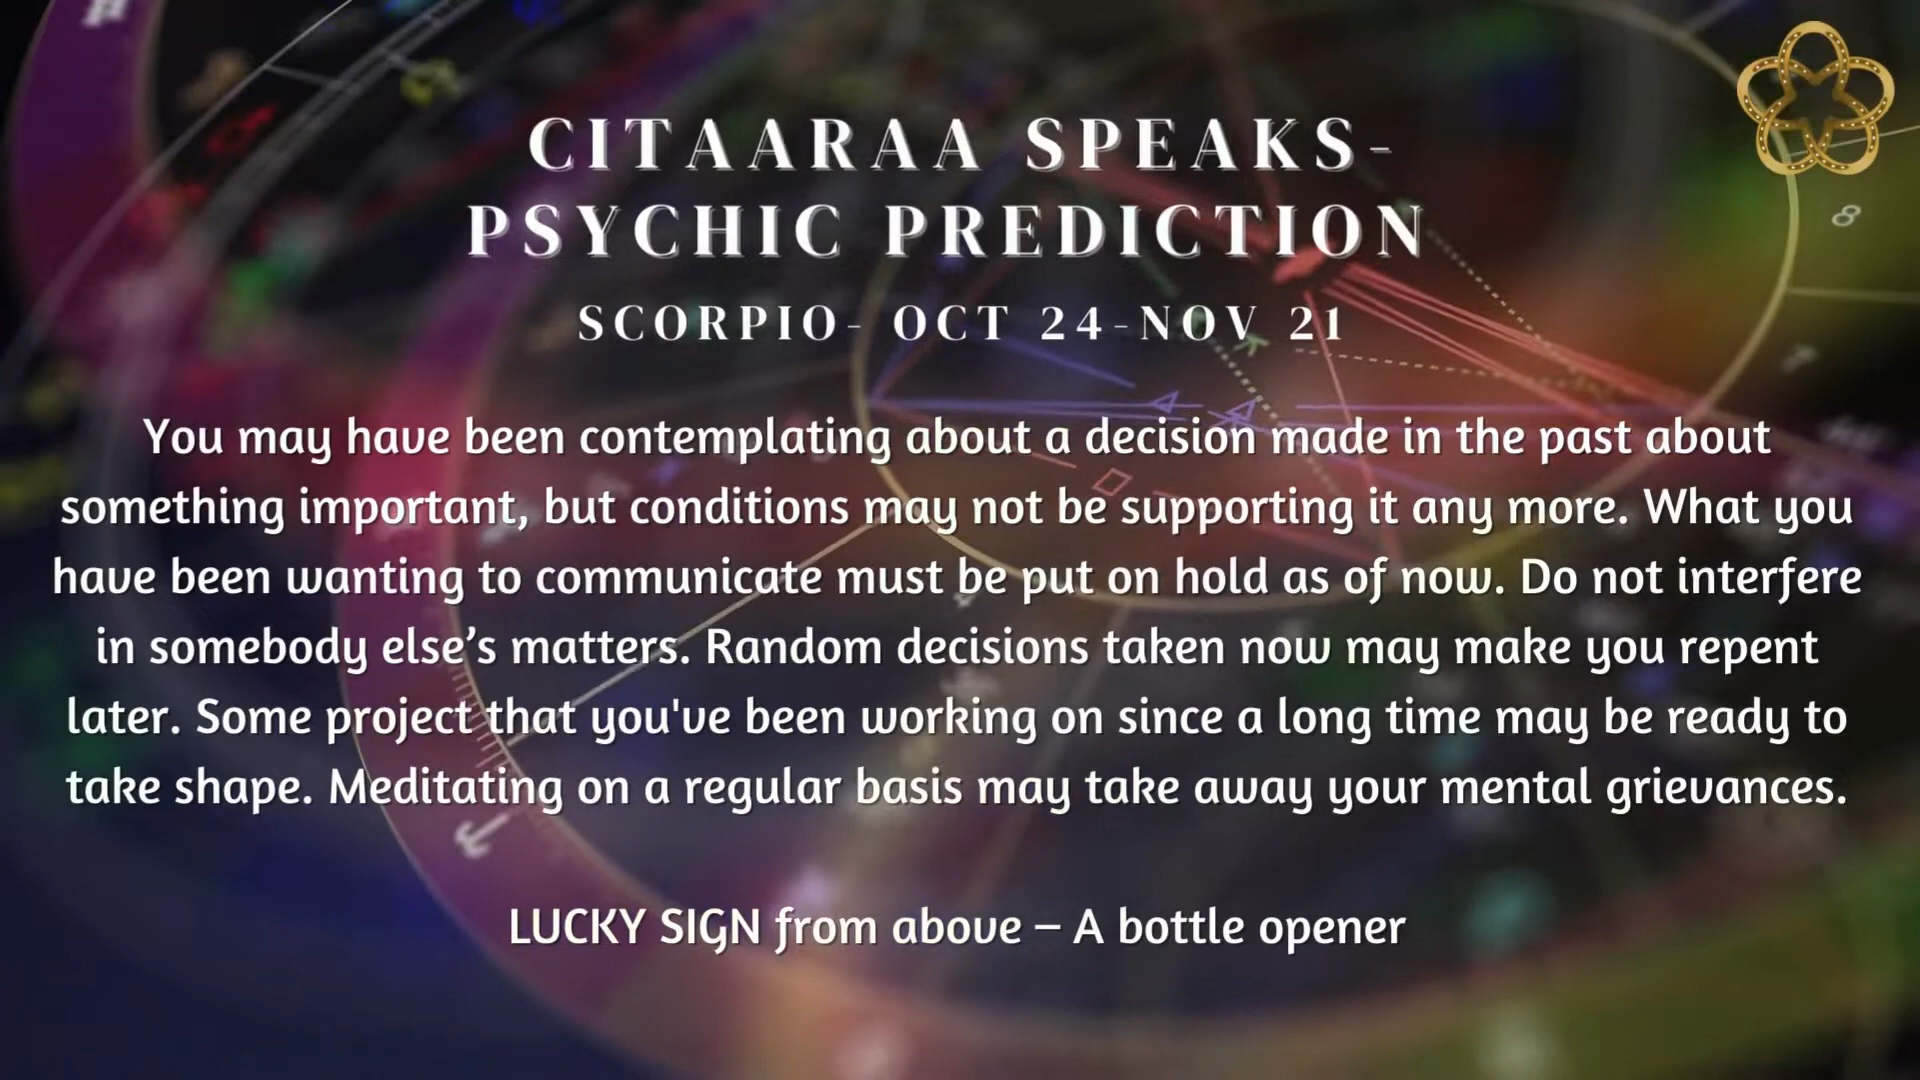 CITAARAA SPEAKS-
PSYCHIC PREDICTION
SCORPIO- OCT 24-NOV 21
You may have been contemplating about a decision made in the past about
something important, but conditions may not be supporting it any more. What you
have been wanting to communicate must be put on hold as of now. Do not interfere
in somebody else’s matters. Random decisions taken now may make you repent
later. Some project that you've been working on since a long time may be ready to
take shape. Meditating on a regular basis may take away your mental grievances.
LUCKY SIGN from above – A bottle opener
8
7